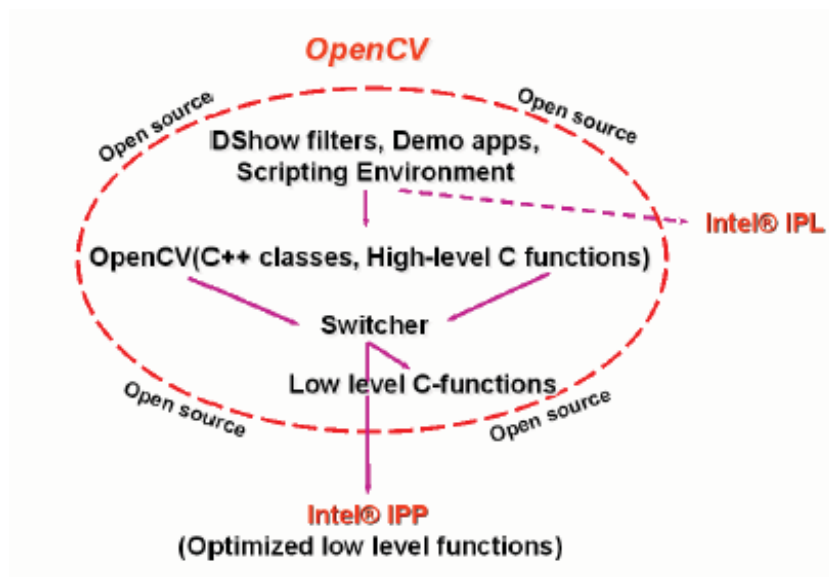 OpenCV
Open source
Open source
DShow filters, Demo apps,
Scripting Environment
Intel® IPL
OpenCV(C++ classes, High-level C functions)
Switcher
Low level C-functions
Open source
Open source
Intel® IPP
(Optimized low level functions)